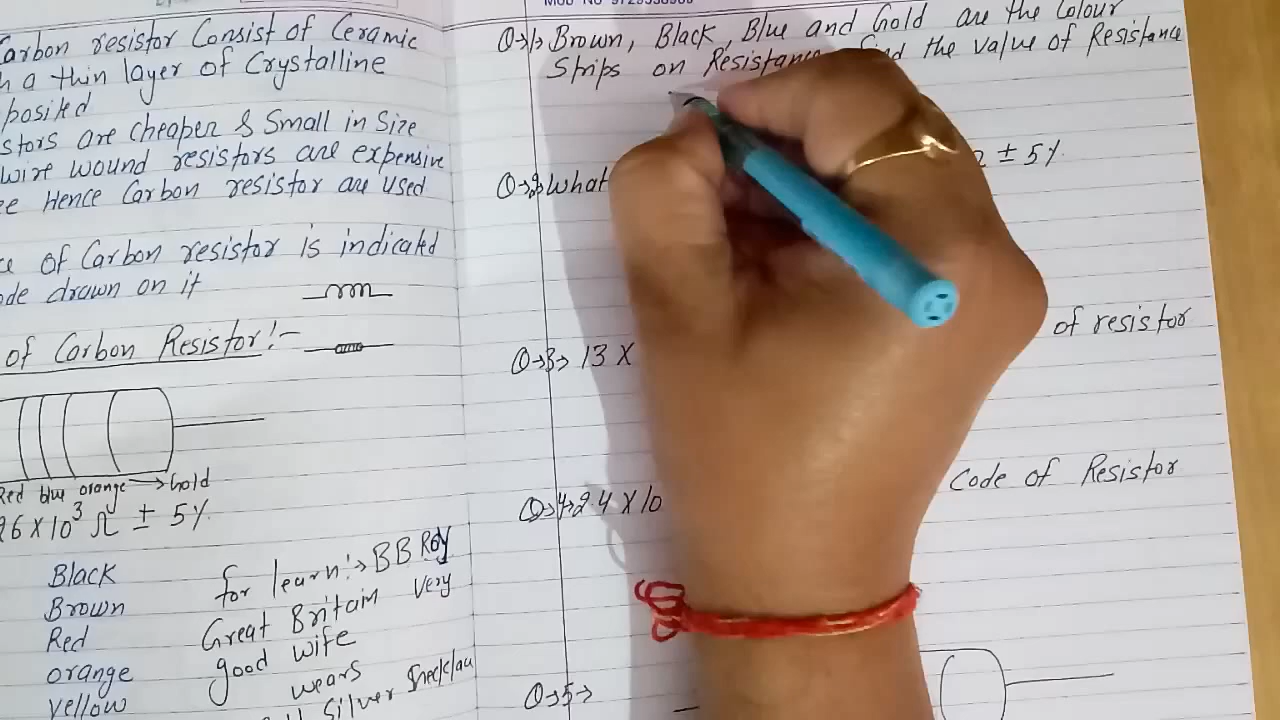 Carbon resistor Consist of Ceramic
a thin layer of Crystalline
posited
stors are cheaper & Small in Size
wire wound resistors are expensive
Hence Carbon resistor are used
of Carbon resistor is indicated
ode drawn on it
of Carbon Resistor!-
Red blue orange → Gold
26 X 10³ Ω ± 5%
Black
Brown
Red
orange
yellow
for learn:→ BB Roy
Great Britain very
good wife
wears
Silver
Q→1→ Brown, Black, Blue and Gold are the Colour
Strips on Resistance find the value of Resistance
Q→2→ What
Ω ± 5%.
of resistor
Q→3→ 13 X
Code of Resistor
Q→4→ 24 X 10
Q→5→